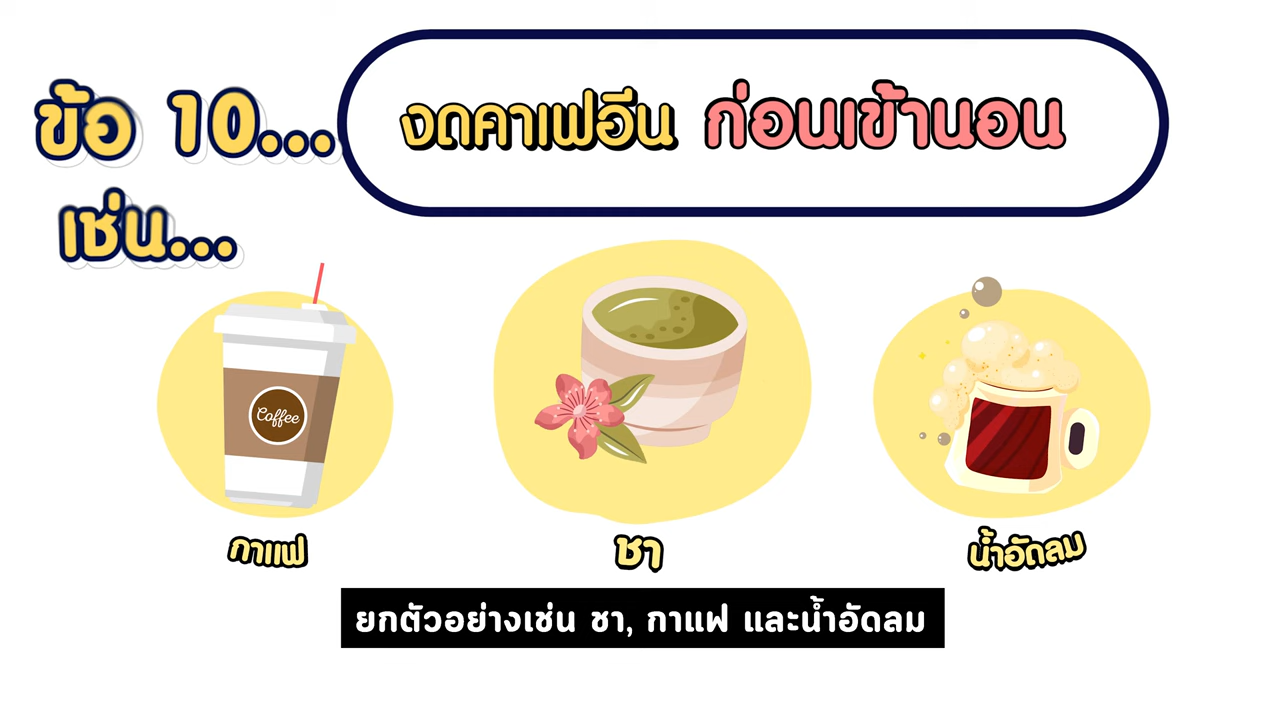 ข้อ 10...
งดคาเฟอีน ก่อนเข้านอน
เช่น...
Coffee
กาแฟ
ชา
น้ำอัดลม
ยกตัวอย่างเช่น ชา, กาแฟ และน้ำอัดลม